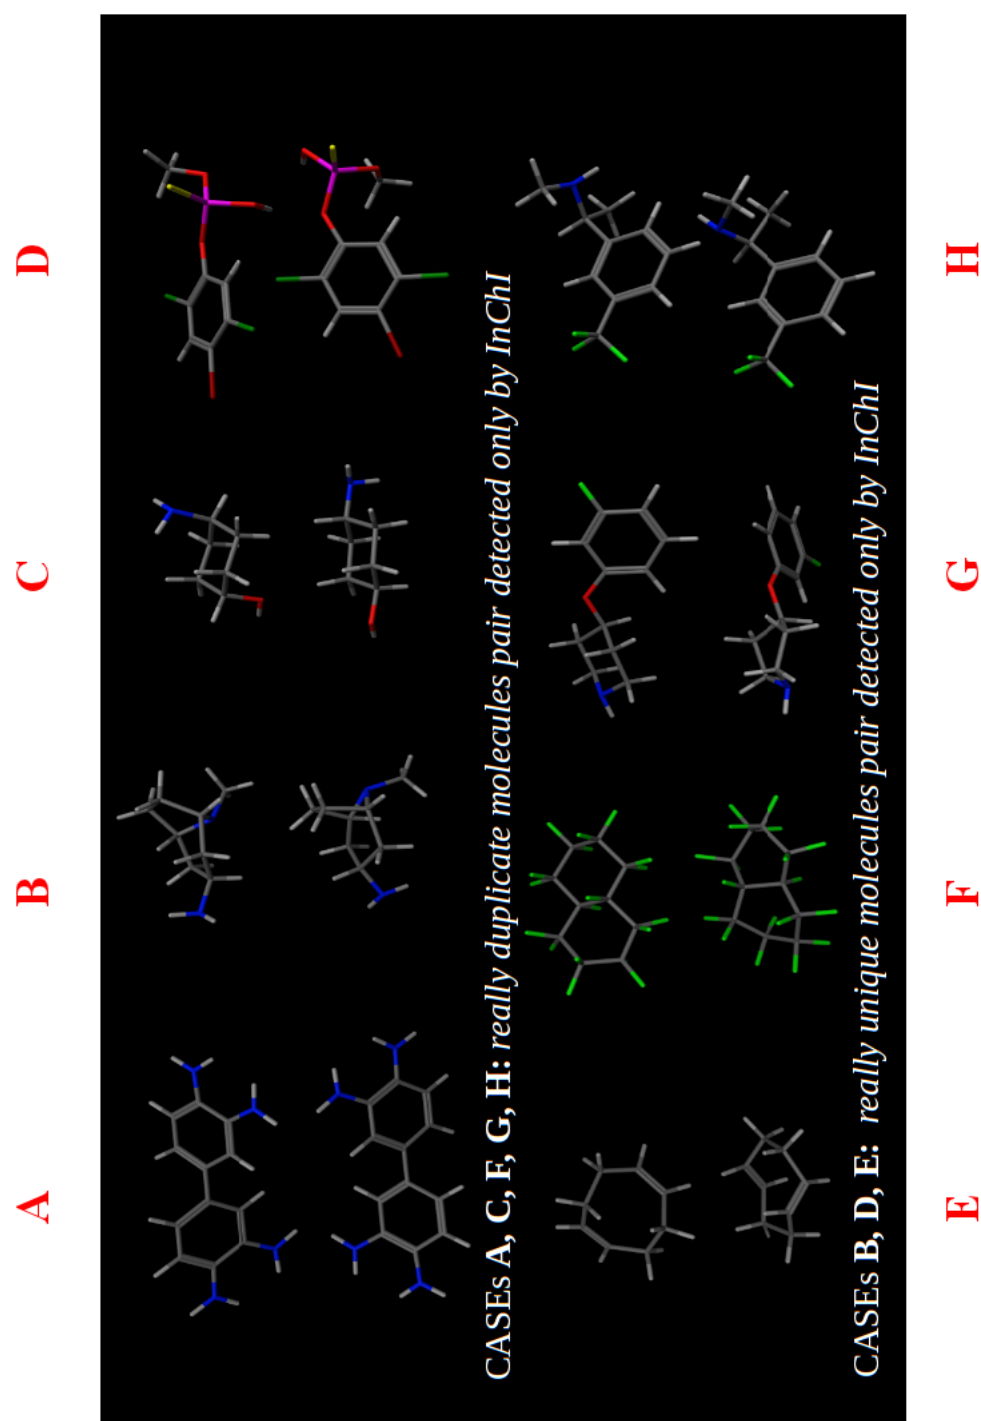 A B C D
CASEs A, C, F, G, H: really duplicate molecules pair detected only by InChI
E F G H
CASEs B, D, E: really unique molecules pair detected only by InChI